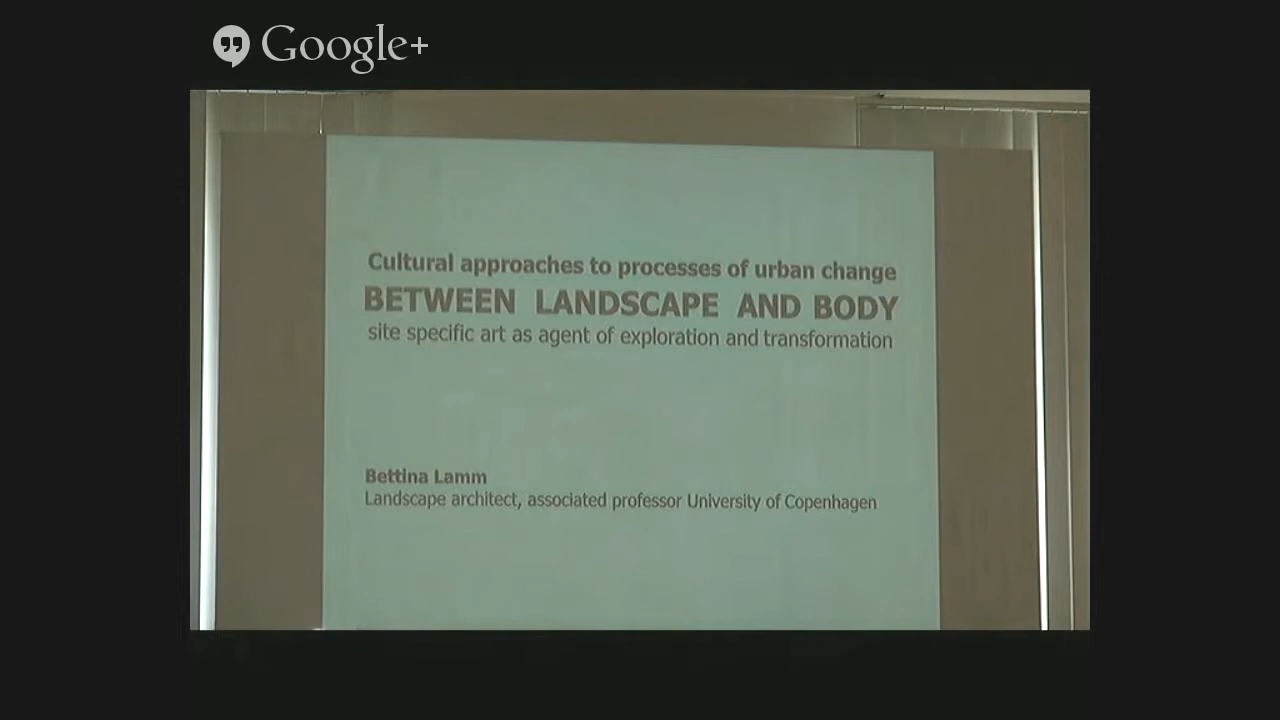 Google+
Cultural approaches to processes of urban change
BETWEEN LANDSCAPE AND BODY
site specific art as agent of exploration and transformation
Bettina Lamm
Landscape architect, associated professor University of Copenhagen